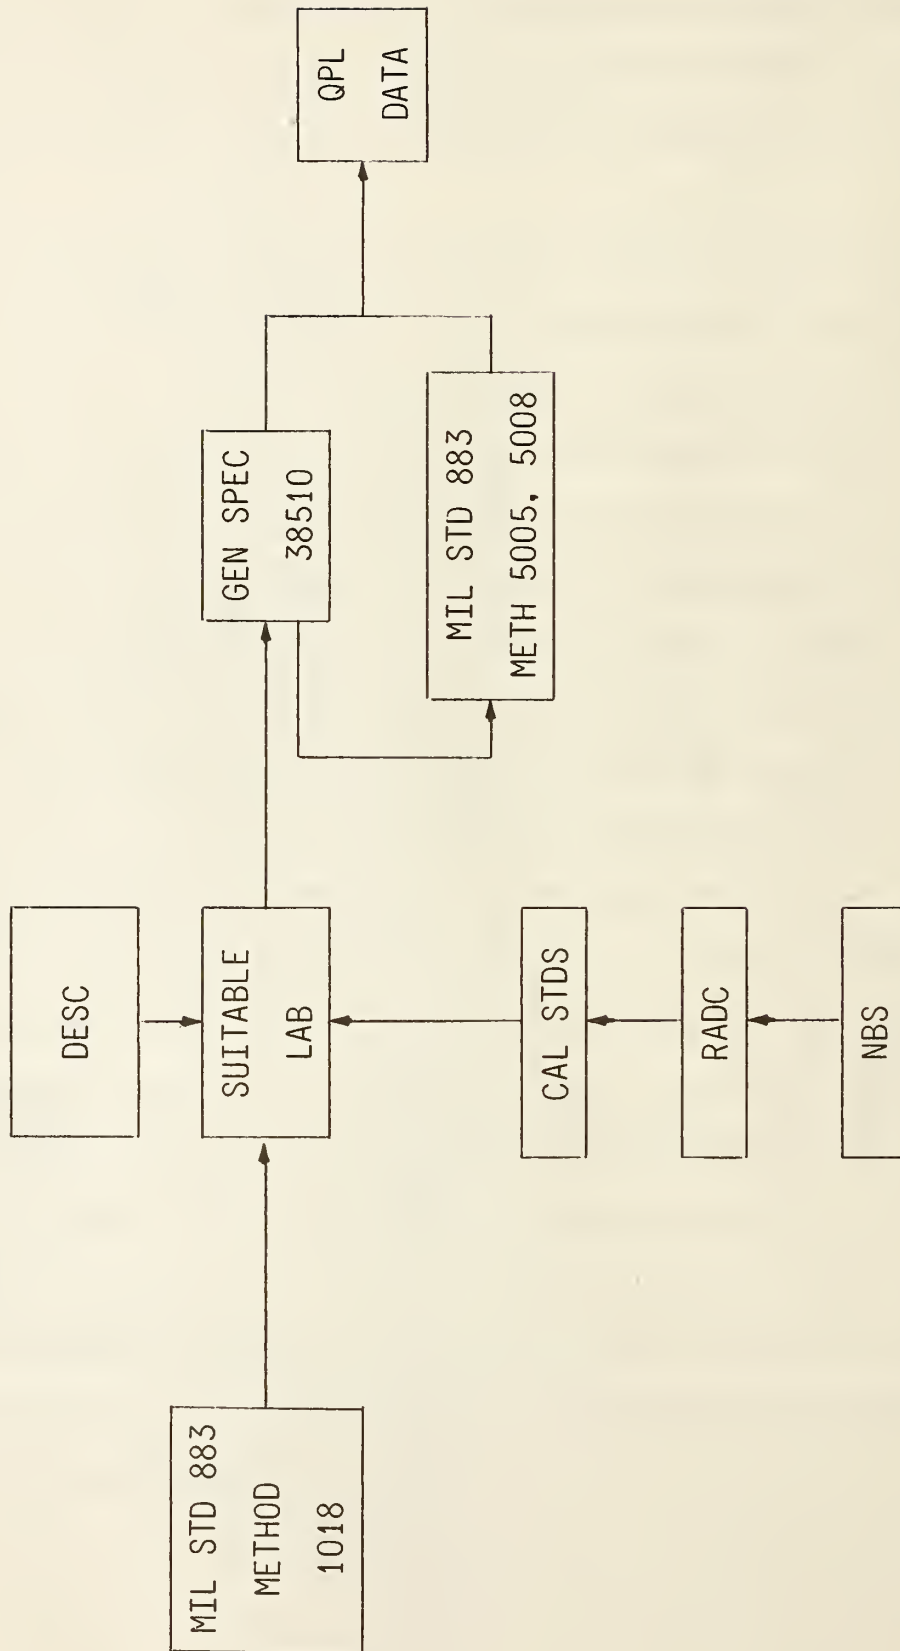 MIL STD 883
METHOD
1018
DESC
SUITABLE
LAB
CAL STDS
RADC
NBS
GEN SPEC
38510
MIL STD 883
METH 5005, 5008
QPL
DATA